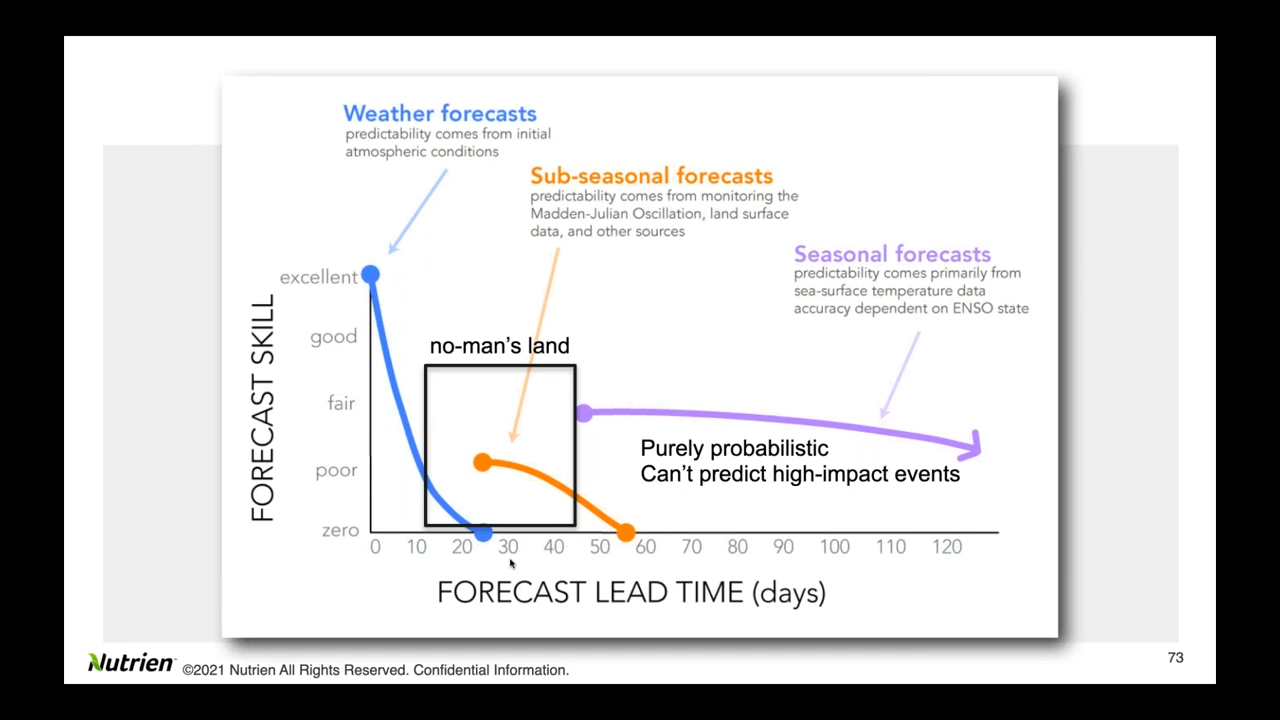 Weather forecasts
predictability comes from initial
atmospheric conditions
Sub-seasonal forecasts
predictability comes from monitoring the
Madden-Julian Oscillation, land surface
data, and other sources
Seasonal forecasts
predictability comes primarily from
sea-surface temperature data
accuracy dependent on ENSO state
FORECAST SKILL
excellent
good
fair
poor
zero
no-man's land
Purely probabilistic
Can't predict high-impact events
0 10 20 30 40 50 60 70 80 90 100 110 120
FORECAST LEAD TIME (days)
Nutrien ©2021 Nutrien All Rights Reserved. Confidential Information.
73